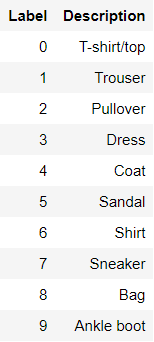 Label Description
0 T-shirt/top
1 Trouser
2 Pullover
3 Dress
4 Coat
5 Sandal
6 Shirt
7 Sneaker
8 Bag
9 Ankle boot